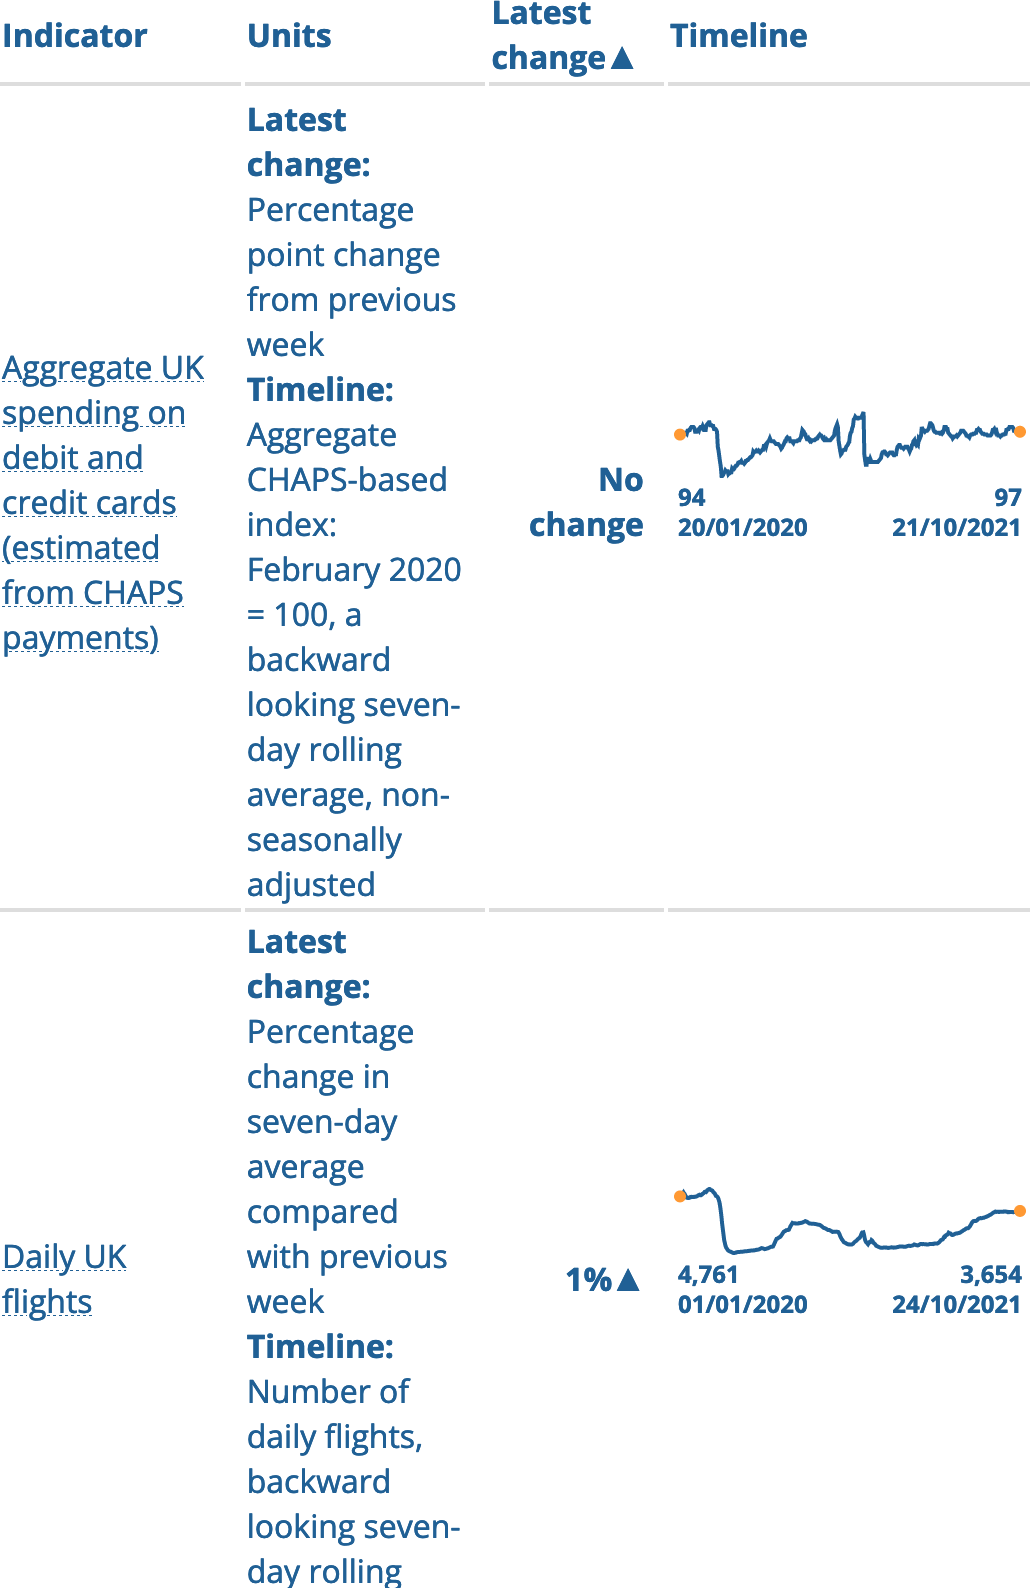 Indicator
Units
Latest
change▲
Timeline
Aggregate UK
spending on
debit and
credit cards
(estimated
from CHAPS
payments)
Latest
change:
Percentage
point change
from previous
week
Timeline:
Aggregate
CHAPS-based
index:
February 2020
= 100, a
backward
looking seven-
day rolling
average, non-
seasonally
adjusted
No
change
94
97
20/01/2020
21/10/2021
Daily UK
flights
Latest
change:
Percentage
change in
seven-day
average
compared
with previous
week
Timeline:
Number of
daily flights,
backward
looking seven-
day rolling
1%▲
4,761
3,654
01/01/2020
24/10/2021